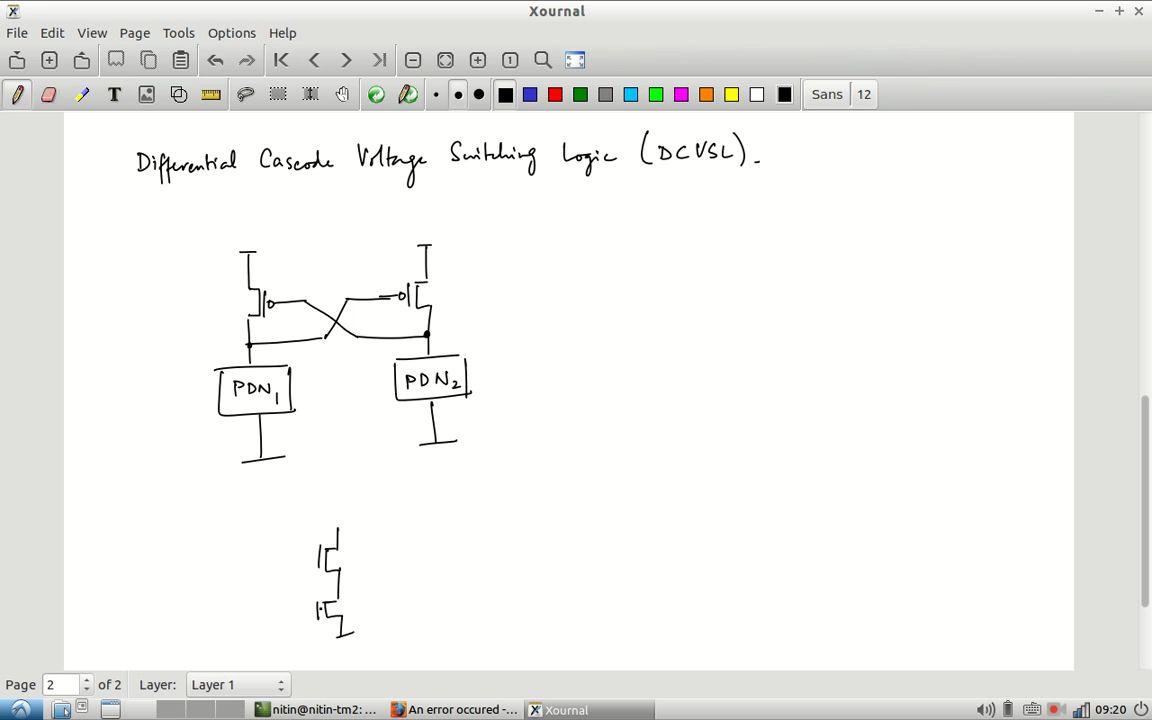 Xournal
File Edit View Page Tools Options Help
Sans 12
Differential Cascode Voltage Switching Logic (DCVSL).
PDN1 PDN2
Page 2 of 2 Layer: Layer 1
nitin@nitin-tm2: ... An error occured -... Xournal 09:20